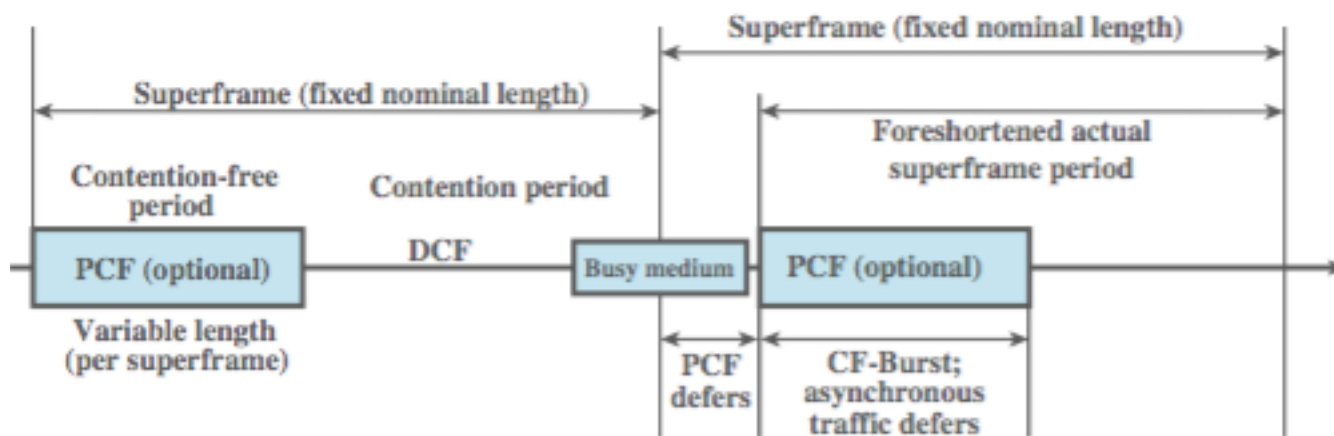 Superframe (fixed nominal length)
Superframe (fixed nominal length)
Foreshortened actual
superframe period
Contention-free
period
Contention period
PCF (optional)
DCF
Busy medium
PCF (optional)
Variable length
(per superframe)
PCF
defers
CF-Burst;
asynchronous
traffic defers